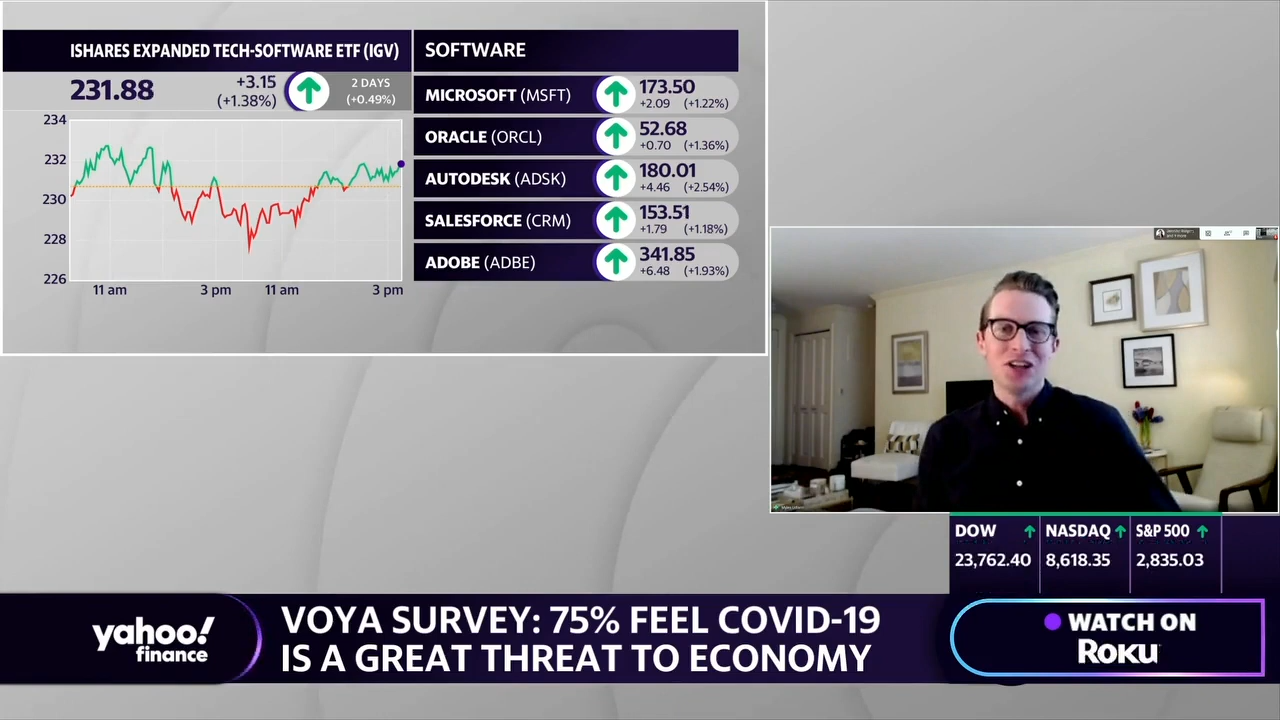 ISHARES EXPANDED TECH-SOFTWARE ETF (IGV)
231.88
+3.15
(+1.38%)
2 DAYS
(+0.49%)
234
232
230
228
226
11 am
3 pm
11 am
3 pm
SOFTWARE
MICROSOFT (MSFT)
173.50
+2.09 (+1.22%)
ORACLE (ORCL)
52.68
+0.70 (+1.36%)
AUTODESK (ADSK)
180.01
+4.46 (+2.54%)
SALESFORCE (CRM)
153.51
+1.79 (+1.18%)
ADOBE (ADBE)
341.85
+6.48 (+1.93%)
DOW
23,762.40
NASDAQ
8,618.35
S&P 500
2,835.03
yahoo!
finance
VOYA SURVEY: 75% FEEL COVID-19
IS A GREAT THREAT TO ECONOMY
WATCH ON
ROKU